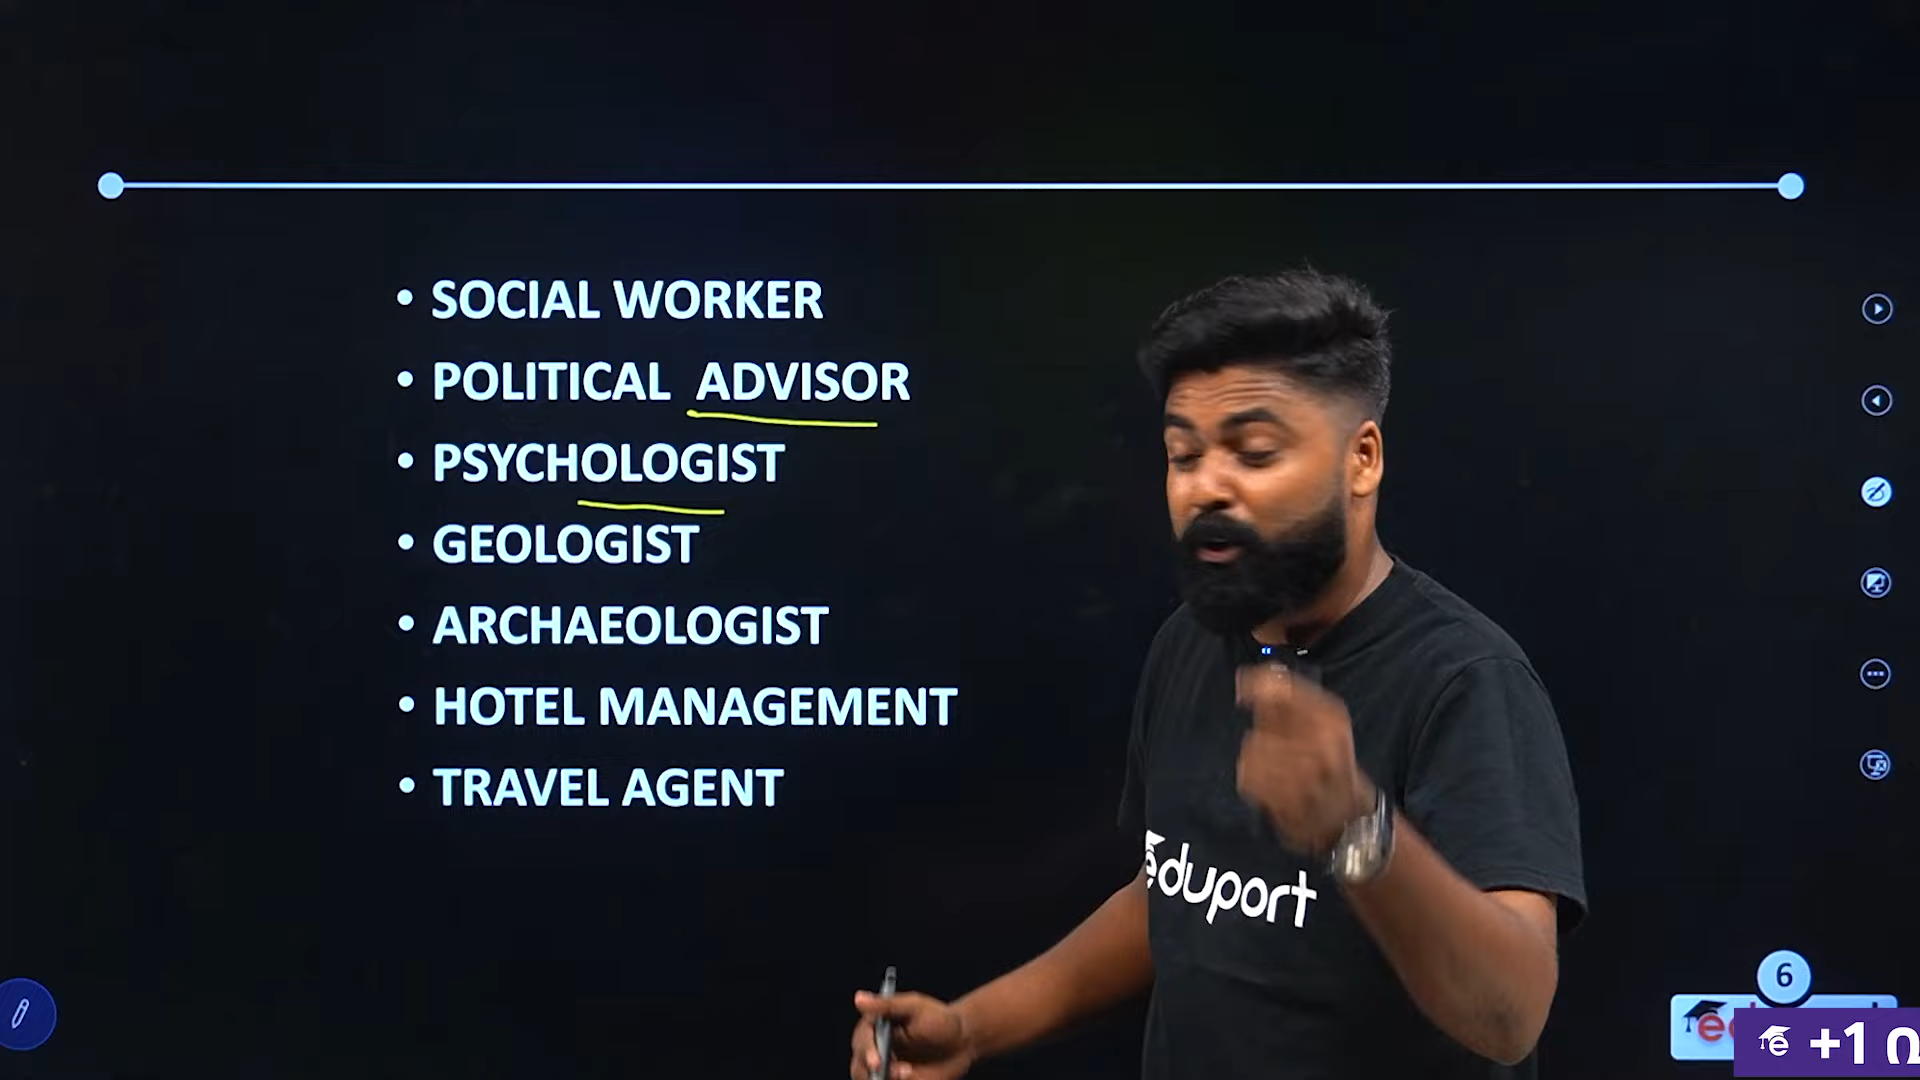 • SOCIAL WORKER
• POLITICAL ADVISOR
• PSYCHOLOGIST
• GEOLOGIST
• ARCHAEOLOGIST
• HOTEL MANAGEMENT
• TRAVEL AGENT
eduport
6
+1